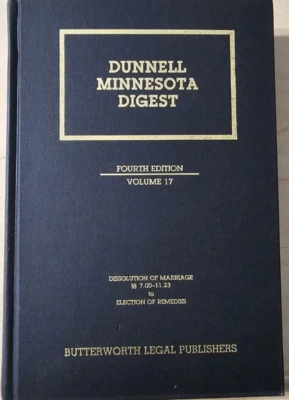 DUNNELL
MINNESOTA
DIGEST
FOURTH EDITION
VOLUME 17
DISSOLUTION OF MARRIAGE
§§ 7.00-11.23
to
ELECTION OF REMEDIES
BUTTERWORTH LEGAL PUBLISHERS